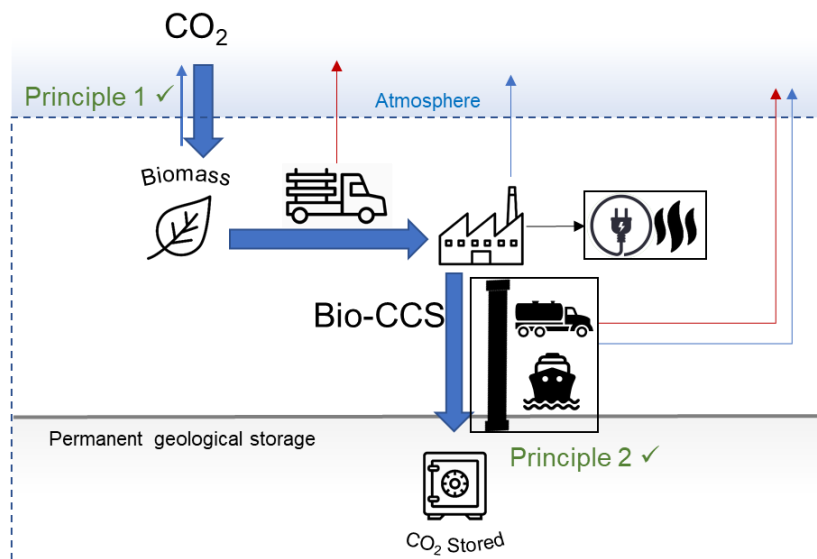 CO₂
Principle 1 ✓
Atmosphere
Biomass
Bio-CCS
Permanent geological storage
Principle 2 ✓
CO₂ Stored